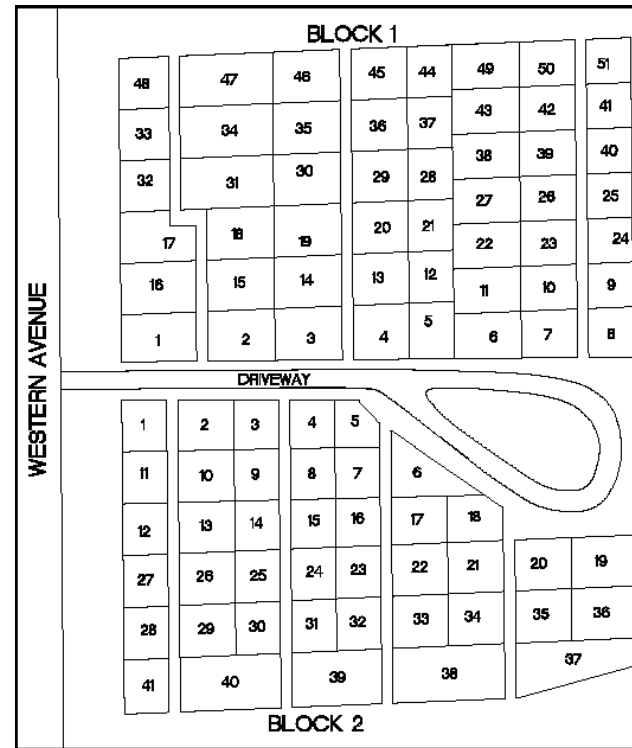 BLOCK 1
48 47 46 45 44 49 50 51
33 34 35 36 37 43 42 41
32 31 30 29 28 38 39 40
17 18 19 20 21 27 26 25
16 15 14 13 12 22 23 24
11 10 9
1 2 3 4 5 6 7 8
WESTERN AVENUE
DRIVEWAY
1 2 3 4 5
11 10 9 8 7 6
12 13 14 15 16 17 18
27 26 25 24 23 22 21 20 19
28 29 30 31 32 33 34 35 36
41 40 39 38 37
BLOCK 2